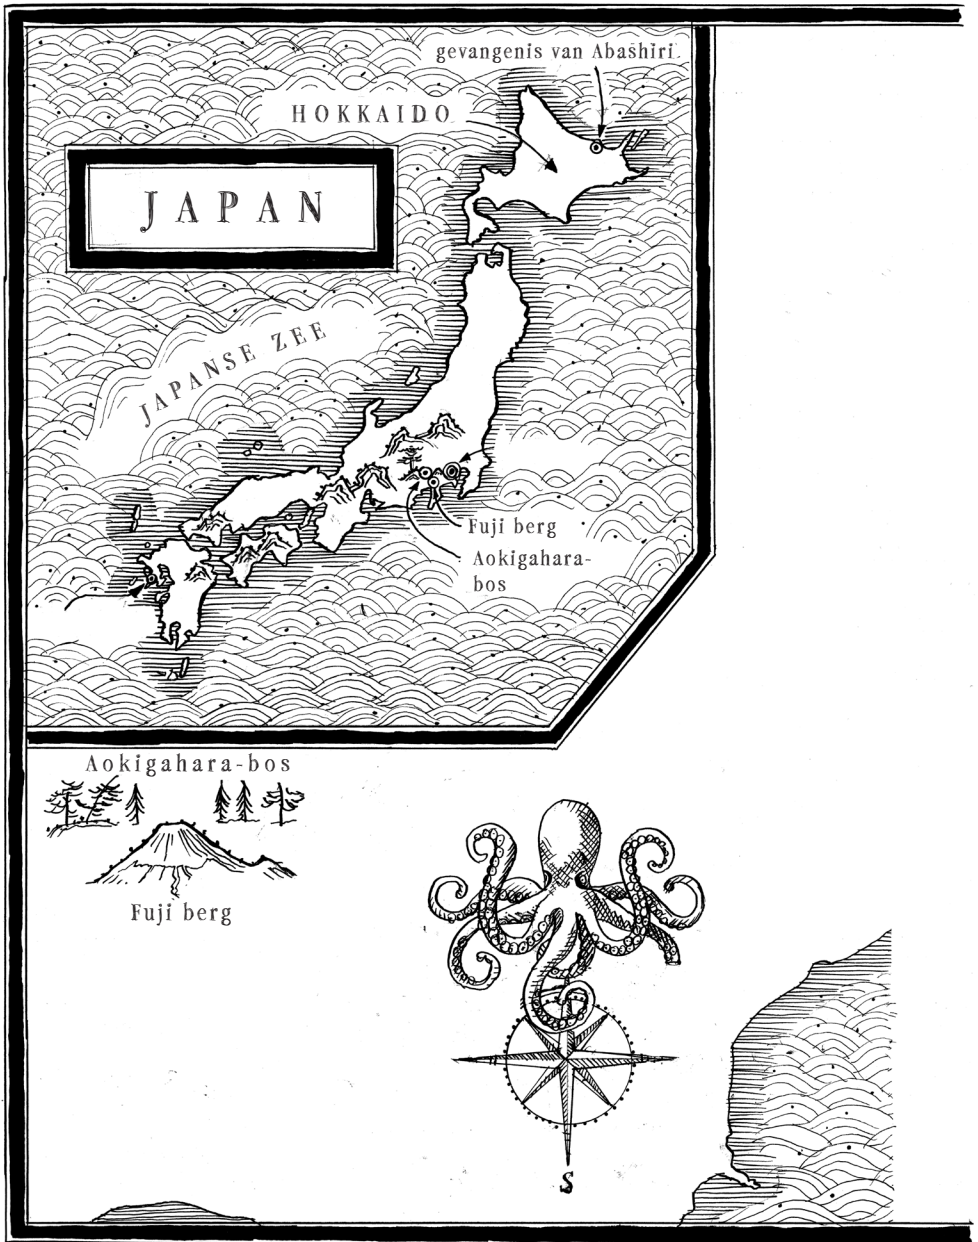 gevangenis van Abashiri
HOKKAIDO
JAPAN
JAPANSE ZEE
Fuji berg
Aokigahara-
bos
Aokigahara-bos
Fuji berg
S